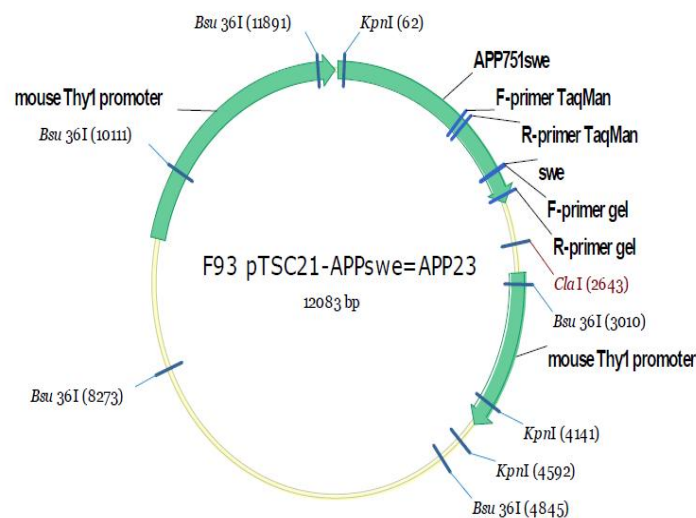 Bsu 36I (11891)
KpnI (62)
APP751swe
F-primer TaqMan
mouse Thy1 promoter
R-primer TaqMan
Bsu 36I (10111)
swe
F-primer gel
R-primer gel
F93 pTSC21-APPswe=APP23
ClaI (2643)
12083 bp
Bsu 36I (3010)
mouse Thy1 promoter
Bsu 36I (8273)
KpnI (4141)
KpnI (4592)
Bsu 36I (4845)